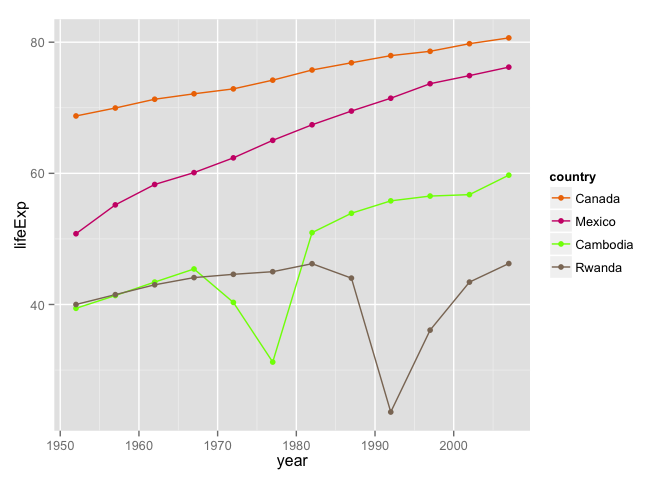 80
60
40
lifeExp
1950
1960
1970
1980
1990
2000
year
country
Canada
Mexico
Cambodia
Rwanda